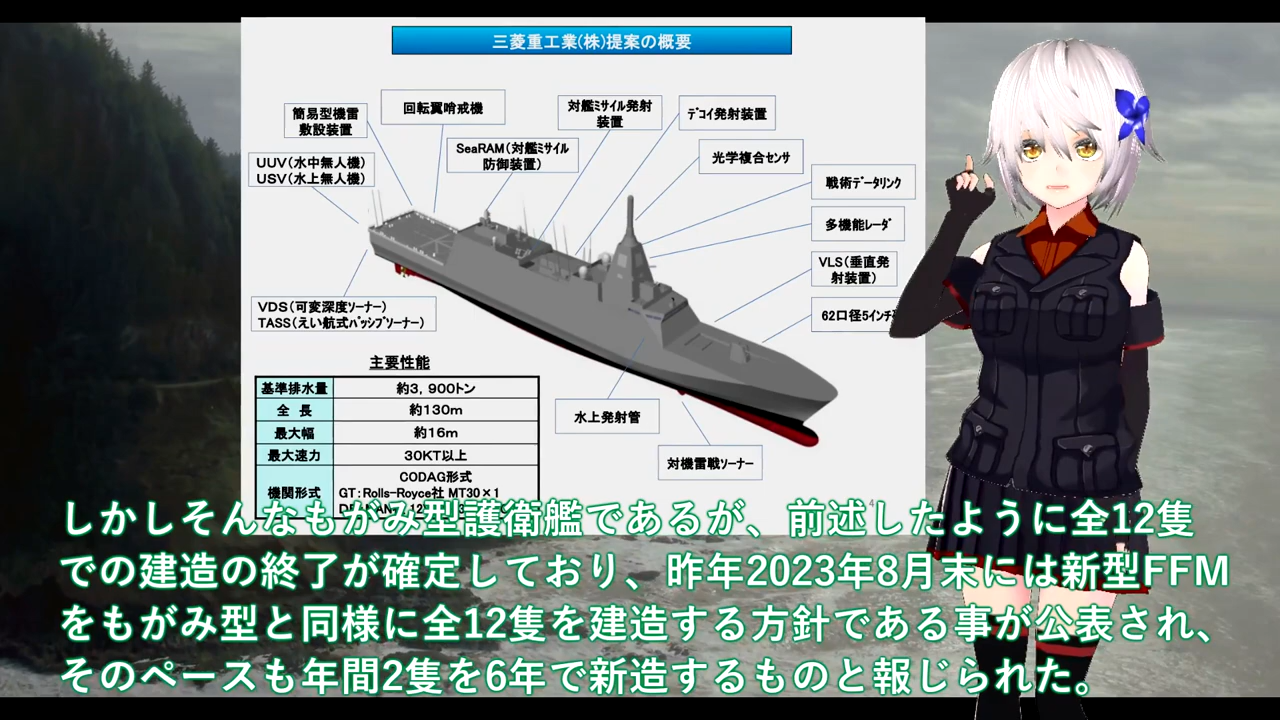 三菱重工業(株)提案の概要
簡易型機雷
敷設装置
回転翼哨戒機
対艦ﾐｻｲﾙ発射
装置
ﾃﾞｺｲ発射装置
UUV(水中無人機)
USV(水上無人機)
SeaRAM(対艦ﾐｻｲﾙ
防御装置)
光学複合ｾﾝｻ
戦術ﾃﾞｰﾀﾘﾝｸ
多機能ﾚｰﾀﾞ
VLS(垂直発
射装置)
62口径5ｲﾝﾁ
VDS(可変深度ｿｰﾅｰ)
TASS(えい航式ﾊﾟｯｼﾌﾞｿｰﾅｰ)
水上発射管
対機雷戦ｿｰﾅｰ
主要性能
基準排水量 約3，900ﾄﾝ
全 長 約130m
最大幅 約16m
最大速力 30KT以上
機関形式 CODAG形式
GT：Rolls-Royce社 MT30×1
4
しかしそんなもがみ型護衛艦であるが、前述したように全12隻
での建造の終了が確定しており、昨年2023年8月末には新型FFM
をもがみ型と同様に全12隻を建造する方針である事が公表され、
そのペースも年間2隻を6年で新造するものと報じられた。